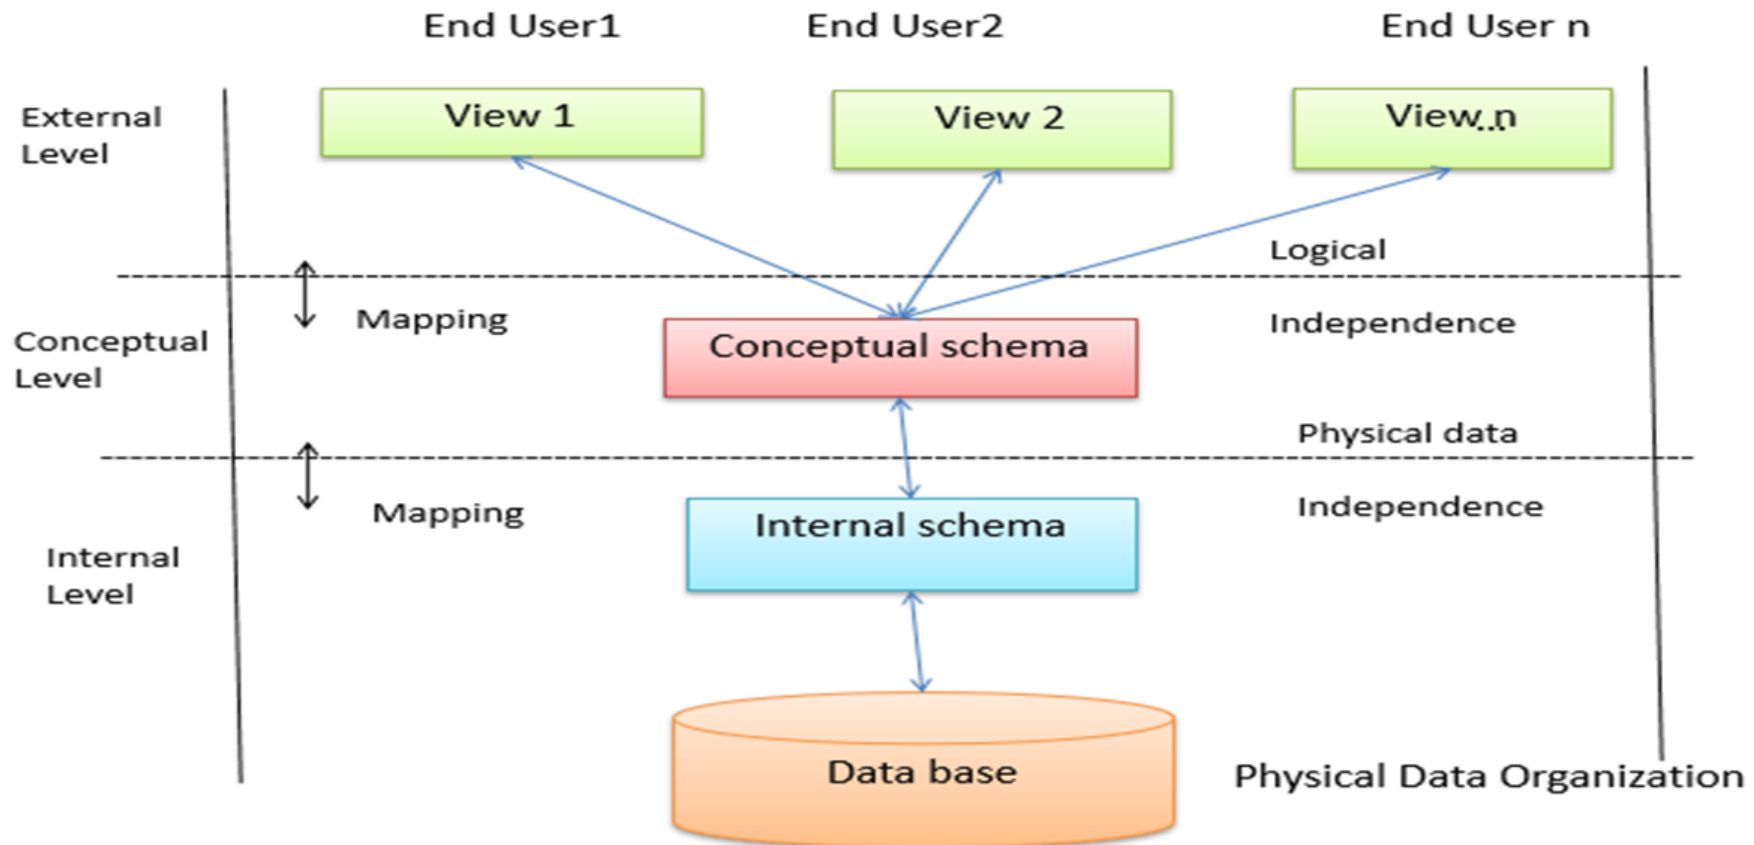 End User1
End User2
End User n
External
Level
View 1
View 2
View...n
Logical
Mapping
Independence
Conceptual
Level
Conceptual schema
Physical data
Mapping
Independence
Internal schema
Internal
Level
Data base
Physical Data Organization